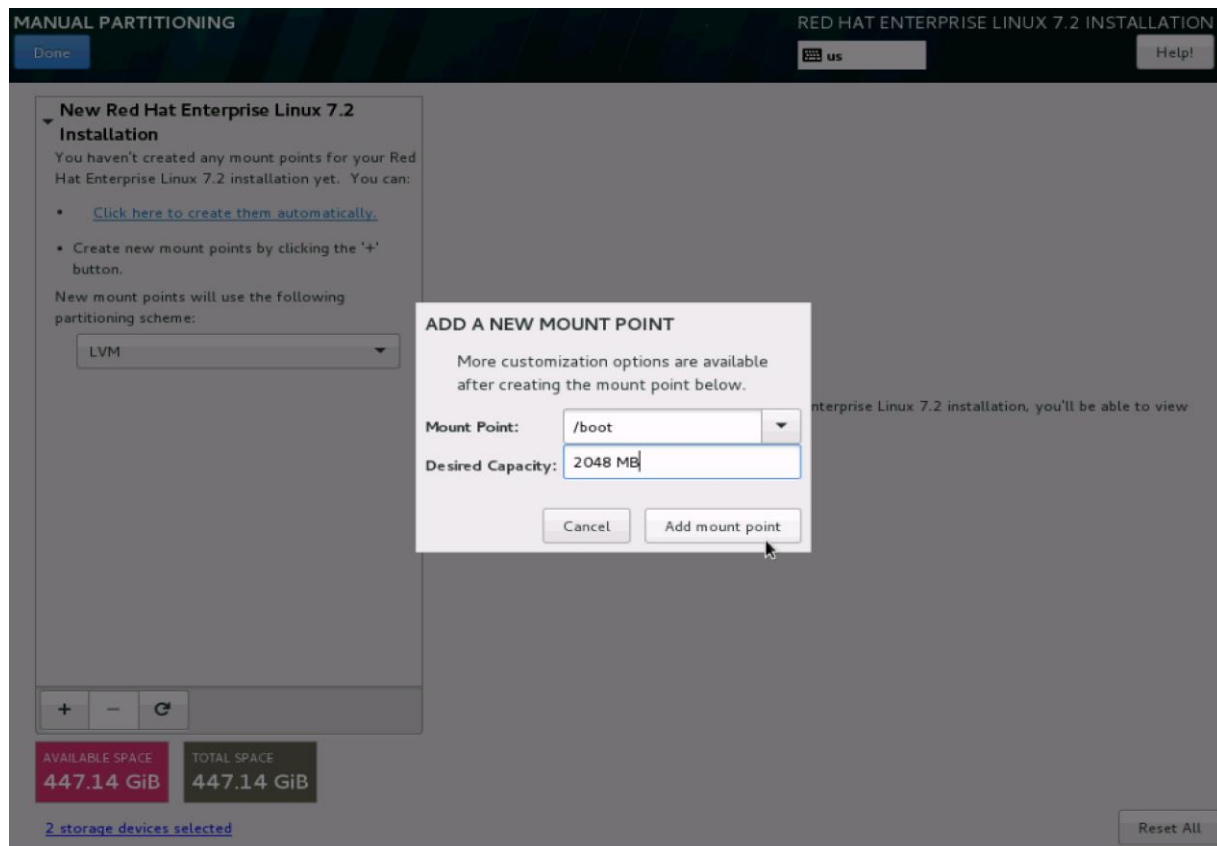 MANUAL PARTITIONING
Done
RED HAT ENTERPRISE LINUX 7.2 INSTALLATION
us
Help!
New Red Hat Enterprise Linux 7.2
Installation
You haven't created any mount points for your Red
Hat Enterprise Linux 7.2 installation yet. You can:
• Click here to create them automatically.
• Create new mount points by clicking the '+'
button.
New mount points will use the following
partitioning scheme:
LVM
ADD A NEW MOUNT POINT
More customization options are available
after creating the mount point below.
Mount Point: /boot
Desired Capacity: 2048 MB
Cancel
Add mount point
nterprise Linux 7.2 installation, you'll be able to view
+ −
AVAILABLE SPACE
447.14 GiB
TOTAL SPACE
447.14 GiB
2 storage devices selected
Reset All